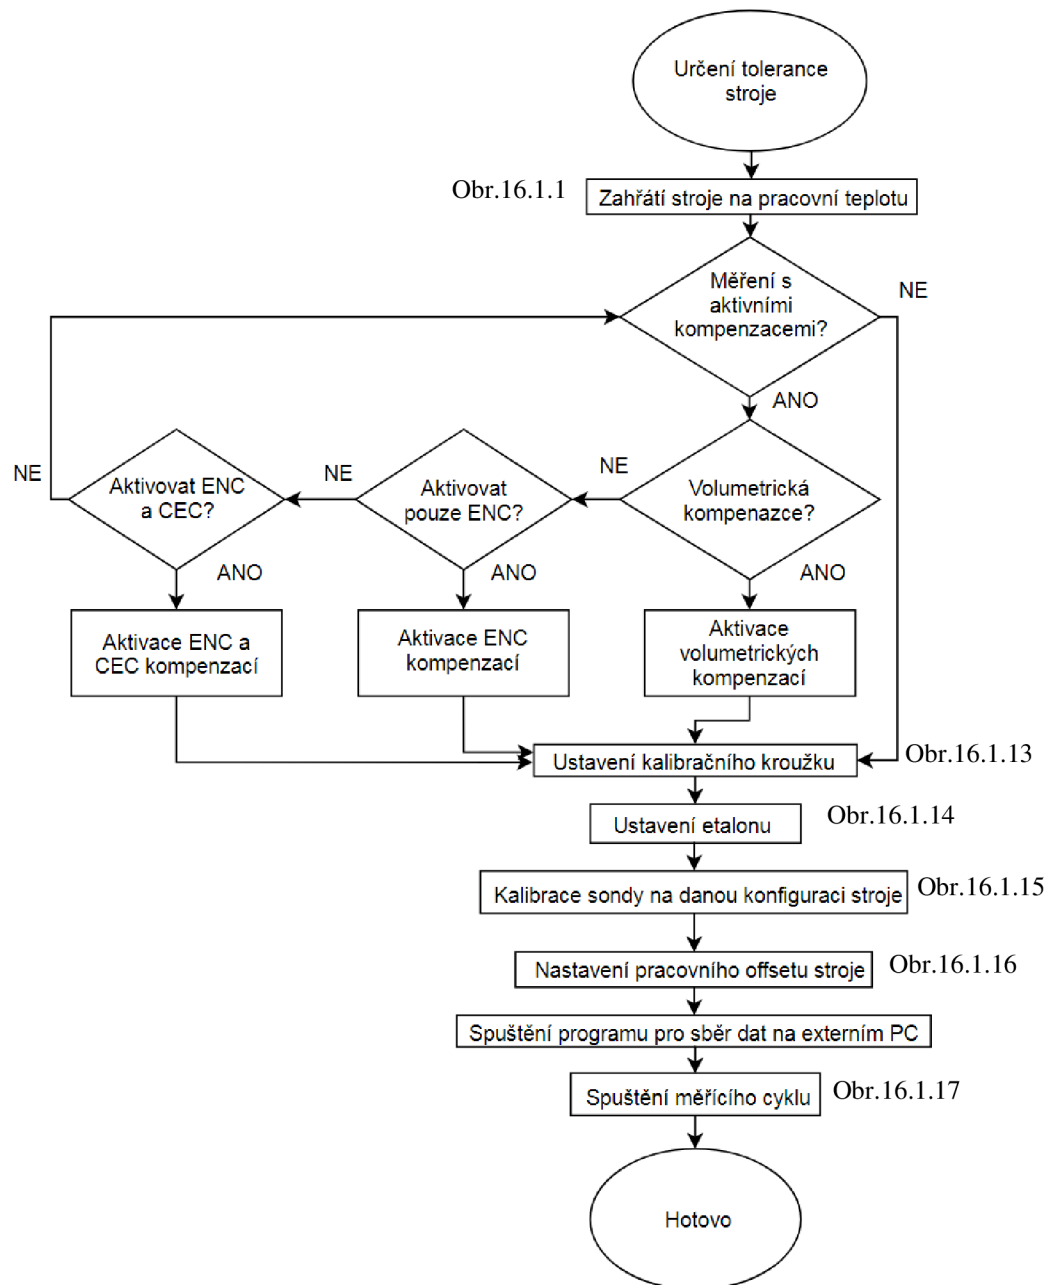 Určení tolerance
stroje
Obr.16.1.1
Zahřátí stroje na pracovní teplotu
Měření s
aktivními
kompenzacemi?
NE
ANO
NE
Aktivovat ENC
a CEC?
NE
Aktivovat
pouze ENC?
NE
Volumetrická
kompenazce?
ANO
ANO
ANO
Aktivace ENC a
CEC kompenzací
Aktivace ENC
kompenzací
Aktivace
volumetrických
kompenzací
Ustavení kalibračního kroužku
Obr.16.1.13
Ustavení etalonu
Obr.16.1.14
Kalibrace sondy na danou konfiguraci stroje
Obr.16.1.15
Nastavení pracovního offsetu stroje
Obr.16.1.16
Spuštění programu pro sběr dat na externím PC
Spuštění měřícího cyklu
Obr.16.1.17
Hotovo